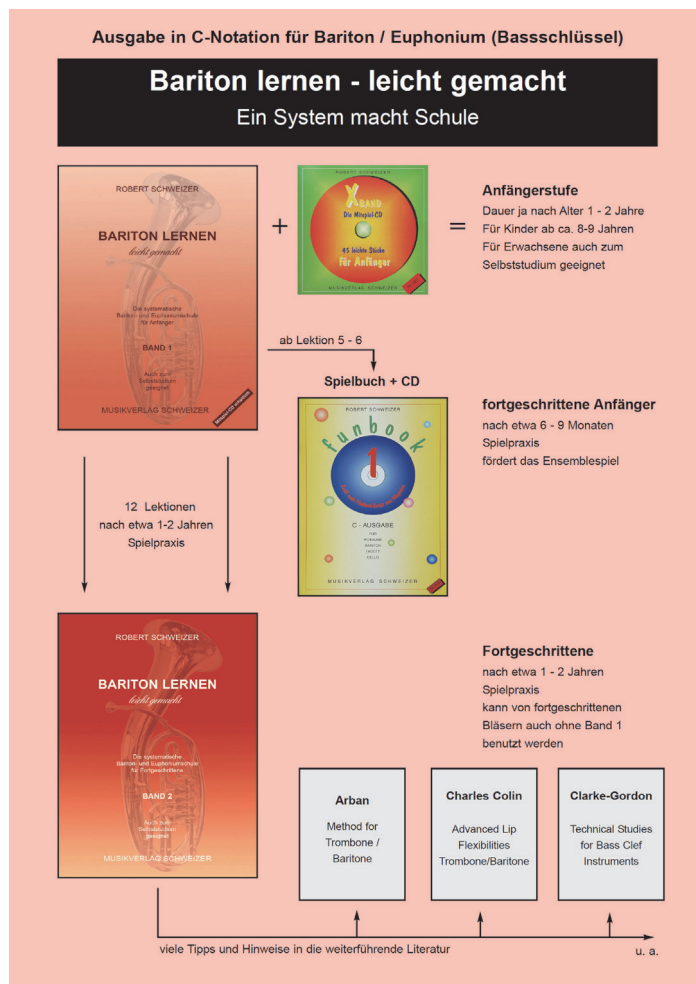 Ausgabe in C-Notation für Bariton / Euphonium (Bassschlüssel)
Bariton lernen - leicht gemacht
Ein System macht Schule
ROBERT SCHWEIZER
BARITON LERNEN
leicht gemacht
Die systematische
Bariton- und Euphoniumschule
für Anfänger
BAND 1
Auch zum
Selbststudium
geeignet
MUSIKVERLAG SCHWEIZER
+
ROBERT SCHWEIZER
XBAND
Die Mitspiel-CD
45 leichte Stücke
für Anfänger
MUSIKVERLAG SCHWEIZER
=
Anfängerstufe
Dauer ja nach Alter 1 - 2 Jahre
Für Kinder ab ca. 8-9 Jahren
Für Erwachsene auch zum
Selbststudium geeignet
ab Lektion 5 - 6
Spielbuch + CD
ROBERT SCHWEIZER
funbook
1
C - AUSGABE
FÜR
POSAUNE
BARITON
FAGOTT
CELLO
MUSIKVERLAG SCHWEIZER
fortgeschrittene Anfänger
nach etwa 6 - 9 Monaten
Spielpraxis
fördert das Ensemblespiel
12 Lektionen
nach etwa 1-2 Jahren
Spielpraxis
ROBERT SCHWEIZER
BARITON LERNEN
leicht gemacht
Die systematische
Bariton- und Euphoniumschule
für Fortgeschrittene
BAND 2
Auch zum
Selbststudium
geeignet
MUSIKVERLAG SCHWEIZER
Fortgeschrittene
nach etwa 1 - 2 Jahren
Spielpraxis
kann von fortgeschrittenen
Bläsern auch ohne Band 1
benutzt werden
Arban
Method for
Trombone /
Baritone
Charles Colin
Advanced Lip
Flexibilities
Trombone/Baritone
Clarke-Gordon
Technical Studies
for Bass Clef
Instruments
viele Tipps und Hinweise in die weiterführende Literatur
u. a.